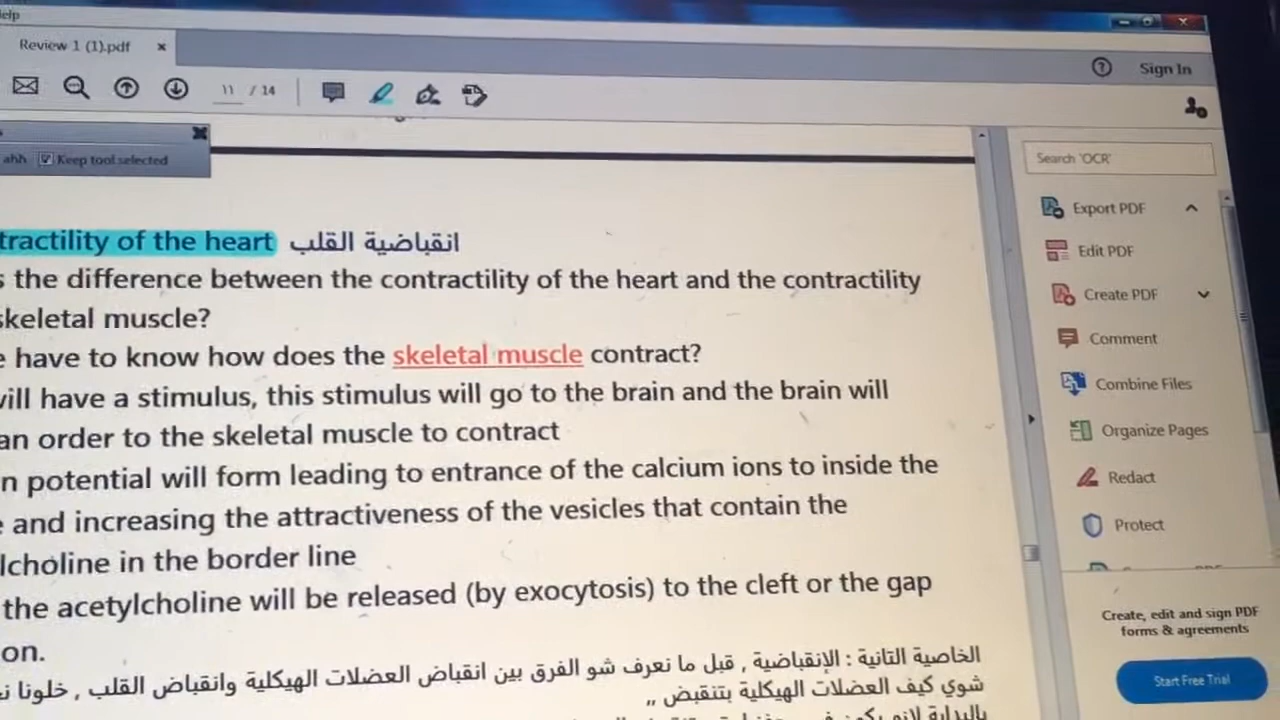 elp
Review 1 (1).pdf
Sign In
11 / 14
ahh Keep tool selected
Search 'OCR'
Export PDF
Edit PDF
Create PDF
Comment
Combine Files
Organize Pages
Redact
Protect
Create, edit and sign PDF
forms & agreements
Start Free Trial
tractility of the heart انقباضية القلب
s the difference between the contractility of the heart and the contractility
skeletal muscle?
e have to know how does the skeletal muscle contract?
will have a stimulus, this stimulus will go to the brain and the brain will
an order to the skeletal muscle to contract
n potential will form leading to entrance of the calcium ions to inside the
e and increasing the attractiveness of the vesicles that contain the
lcholine in the border line
the acetylcholine will be released (by exocytosis) to the cleft or the gap
on.
الخاصية الثانية : الإنقباضية , قبل ما نعرف شو الفرق بين انقباض العضلات الهيكلية وانقباض القلب , خلونا
شوي كيف العضلات الهيكلية بتنقبض ,,